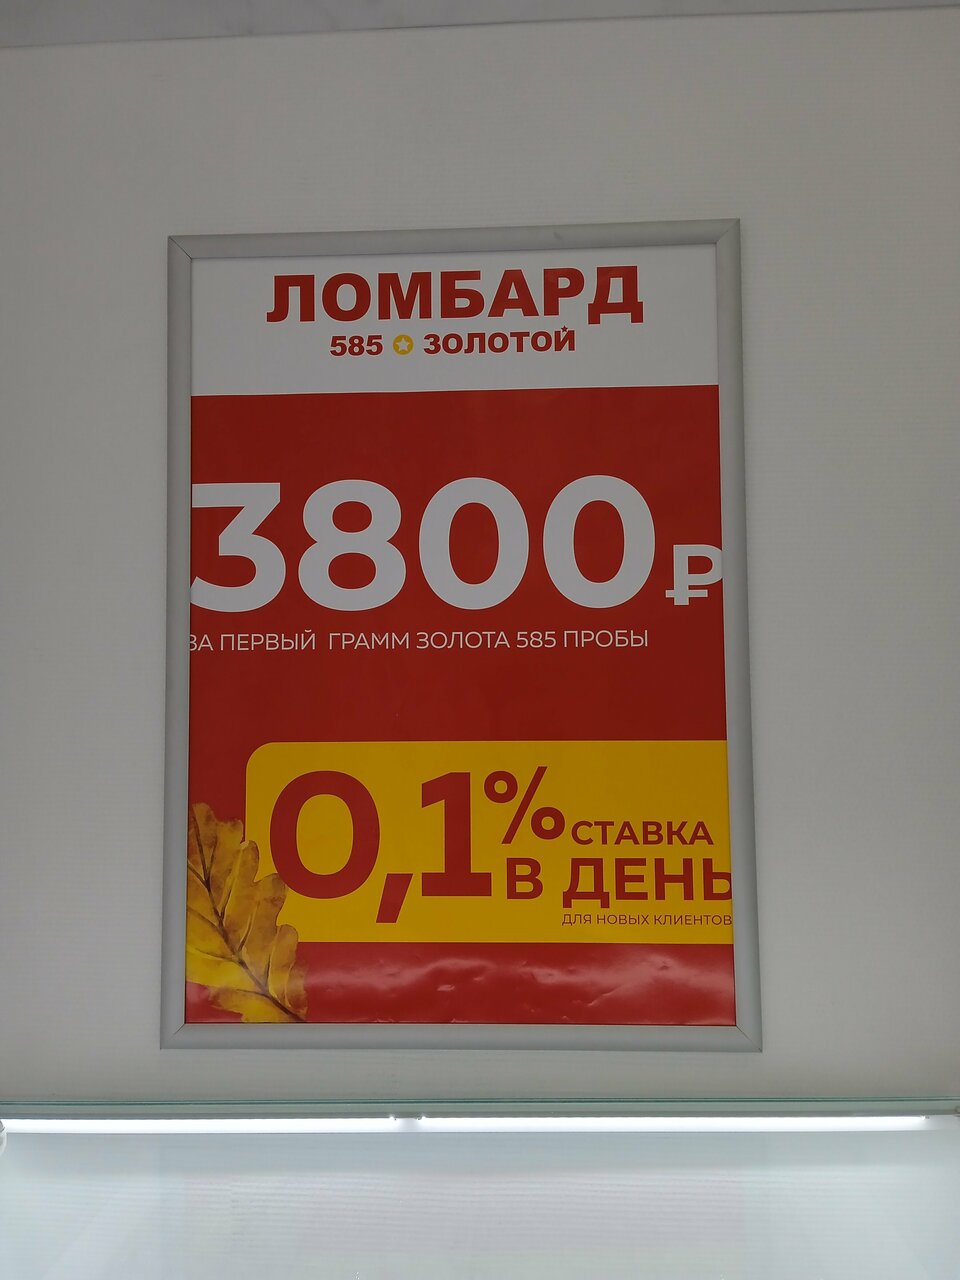 ЛОМБАРД
585 ЗОЛОТОЙ
3800₽
ЗА ПЕРВЫЙ ГРАММ ЗОЛОТА 585 ПРОБЫ
0,1% СТАВКА
В ДЕНЬ
ДЛЯ НОВЫХ КЛИЕНТОВ